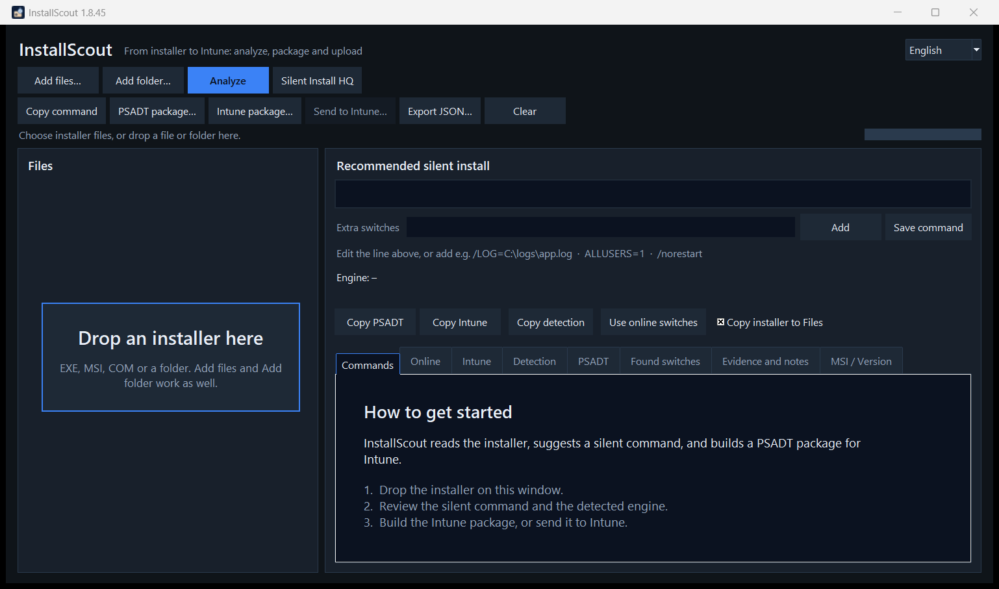 InstallScout 1.8.45
InstallScout From installer to Intune: analyze, package and upload
English
Add files... Add folder... Analyze Silent Install HQ
Copy command PSADT package... Intune package... Send to Intune... Export JSON... Clear
Choose installer files, or drop a file or folder here.
Files
Drop an installer here
EXE, MSI, COM or a folder. Add files and Add
folder work as well.
Recommended silent install
Extra switches Add Save command
Edit the line above, or add e.g. /LOG=C:\logs\app.log · ALLUSERS=1 · /norestart
Engine: –
Copy PSADT Copy Intune Copy detection Use online switches Copy installer to Files
Commands Online Intune Detection PSADT Found switches Evidence and notes MSI / Version
How to get started
InstallScout reads the installer, suggests a silent command, and builds a PSADT package for
Intune.
1. Drop the installer on this window.
2. Review the silent command and the detected engine.
3. Build the Intune package, or send it to Intune.